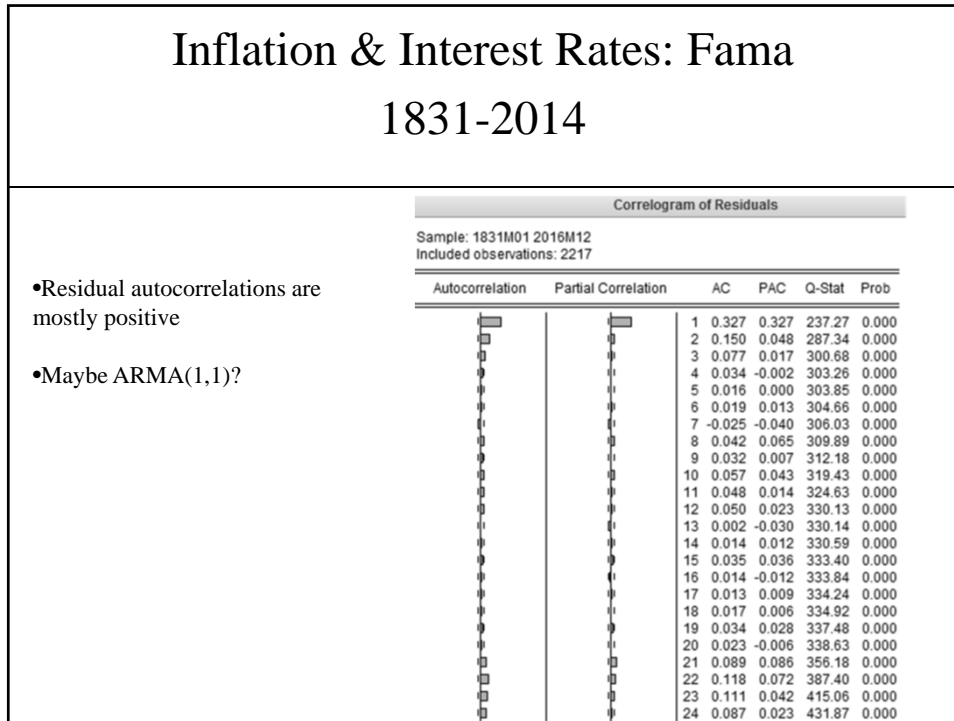 Inflation & Interest Rates: Fama
1831-2014
•Residual autocorrelations are
mostly positive
•Maybe ARMA(1,1)?
Correlogram of Residuals
Sample: 1831M01 2016M12
Included observations: 2217
Autocorrelation Partial Correlation AC PAC Q-Stat Prob
1 0.327 0.327 237.27 0.000
2 0.150 0.048 287.34 0.000
3 0.077 0.017 300.68 0.000
4 0.034 -0.002 303.26 0.000
5 0.016 0.000 303.85 0.000
6 0.019 0.013 304.66 0.000
7 -0.025 -0.040 306.03 0.000
8 0.042 0.065 309.89 0.000
9 0.032 0.007 312.18 0.000
10 0.057 0.043 319.43 0.000
11 0.048 0.014 324.63 0.000
12 0.050 0.023 330.13 0.000
13 0.002 -0.030 330.14 0.000
14 0.014 0.012 330.59 0.000
15 0.035 0.036 333.40 0.000
16 0.014 -0.012 333.84 0.000
17 0.013 0.009 334.24 0.000
18 0.017 0.006 334.92 0.000
19 0.034 0.028 337.48 0.000
20 0.023 -0.006 338.63 0.000
21 0.089 0.086 356.18 0.000
22 0.118 0.072 387.40 0.000
23 0.111 0.042 415.06 0.000
24 0.087 0.023 431.87 0.000